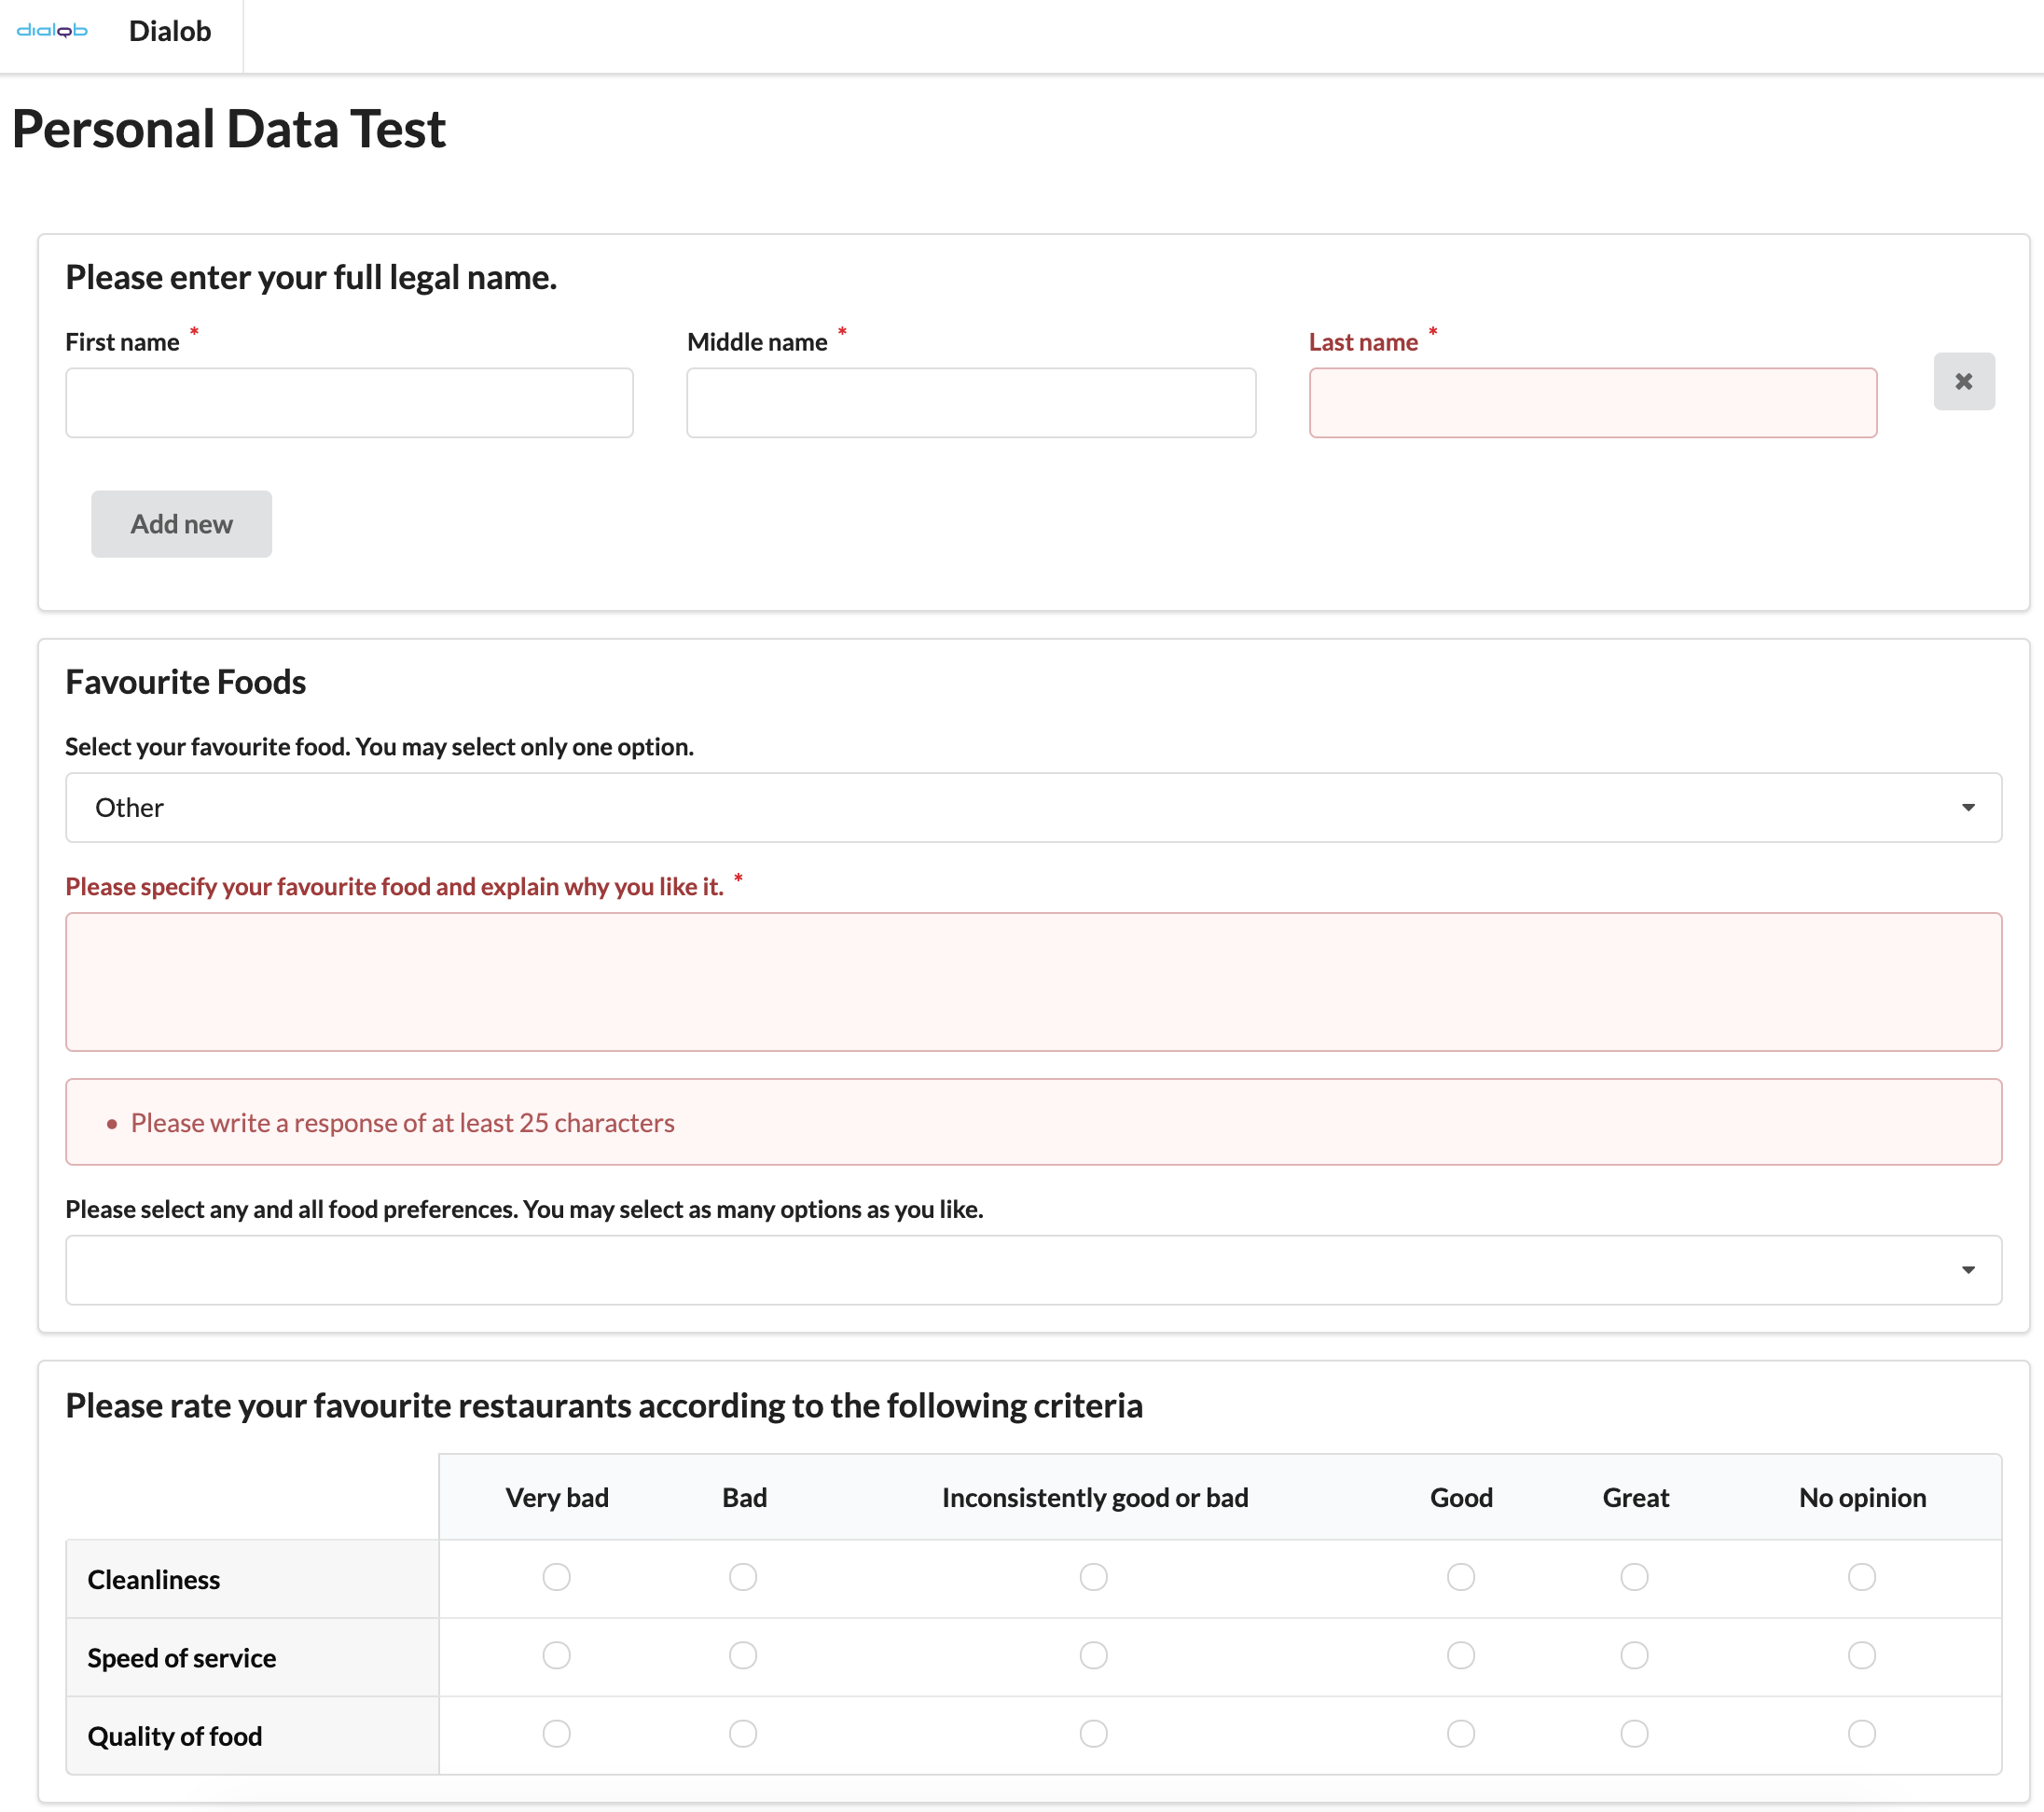 dialob Dialob
Personal Data Test
Please enter your full legal name.
First name * Middle name * Last name *
Add new
Favourite Foods
Select your favourite food. You may select only one option.
Other
Please specify your favourite food and explain why you like it. *
• Please write a response of at least 25 characters
Please select any and all food preferences. You may select as many options as you like.
Please rate your favourite restaurants according to the following criteria
Very bad Bad Inconsistently good or bad Good Great No opinion
Cleanliness
Speed of service
Quality of food